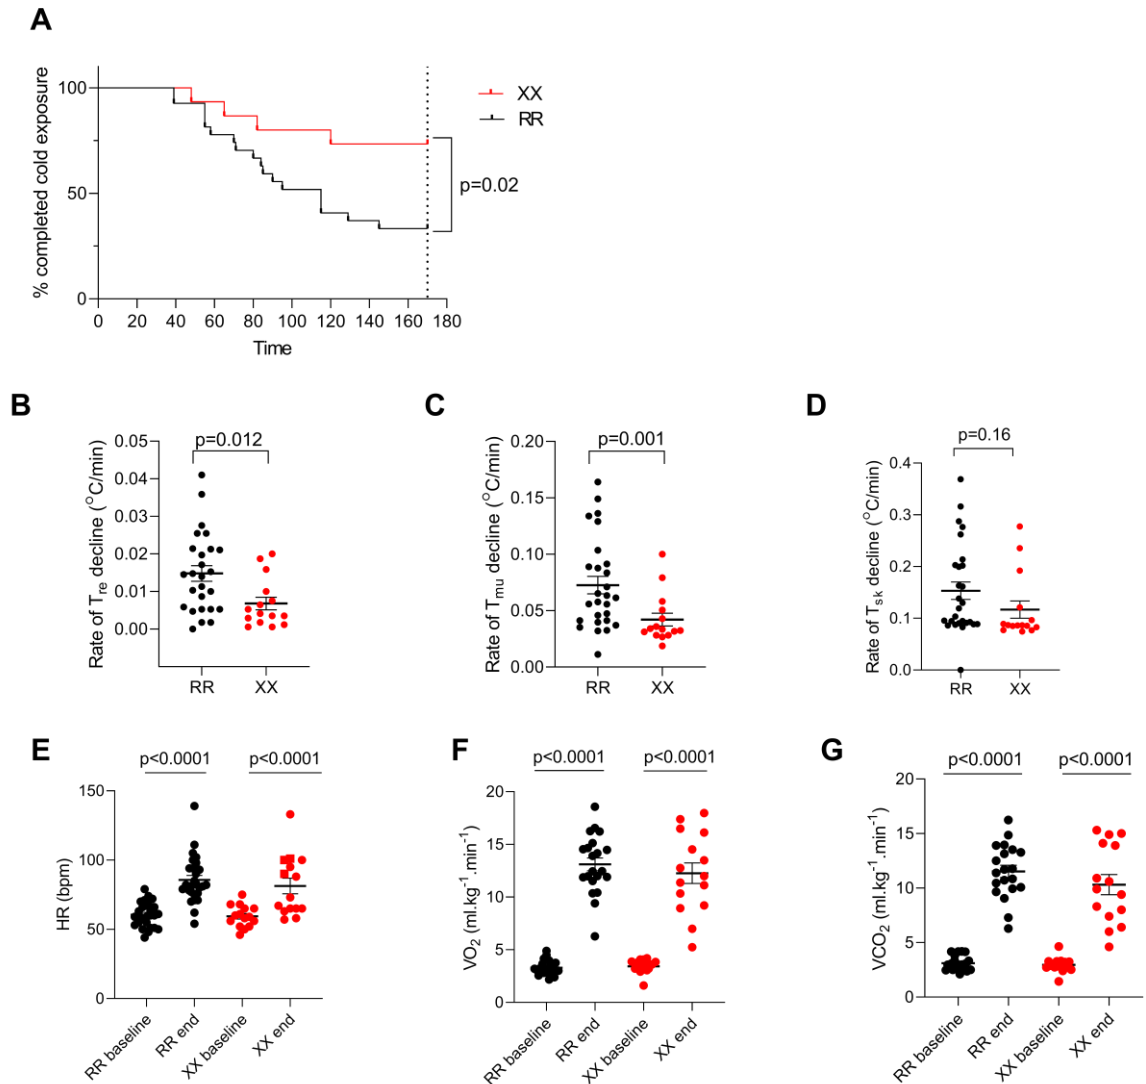 A
% completed cold exposure
100
50
0
0 20 40 60 80 100 120 140 160 180
Time
XX
RR
p=0.02
B
Rate of Tre decline (°C/min)
p=0.012
0.05
0.04
0.03
0.02
0.01
0.00
RR XX
C
Rate of Tmu decline (°C/min)
p=0.001
0.20
0.15
0.10
0.05
0.00
RR XX
D
Rate of Tsk decline (°C/min)
p=0.16
0.4
0.3
0.2
0.1
0.0
RR XX
E
HR (bpm)
p<0.0001 p<0.0001
150
100
50
0
RR baseline
RR end
XX baseline
XX end
F
VO2 (ml.kg-1.min-1)
p<0.0001 p<0.0001
20
15
10
5
0
RR baseline
RR end
XX baseline
XX end
G
VCO2 (ml.kg-1.min-1)
p<0.0001 p<0.0001
20
15
10
5
0
RR baseline
RR end
XX baseline
XX end